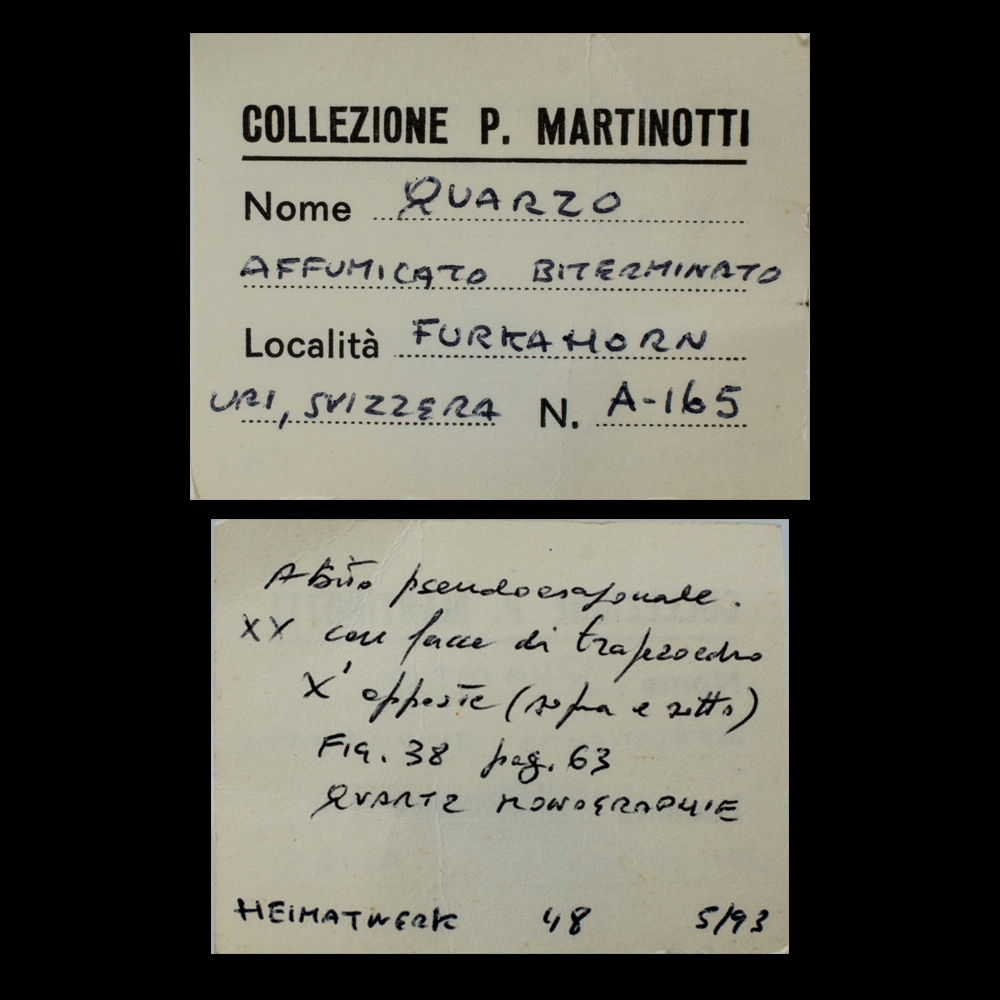 COLLEZIONE P. MARTINOTTI
Nome QUARZO
AFFUMICATO BITERMINATO
Località FURKAHORN
URI, SVIZZERA N. A-165
Abito pseudoesagonale.
XX con facce di trapezoedro
X' opposte (sopra e sotto)
FIG. 38 pag. 63
QUARTZ MONOGRAPHIE
HEIMATWERK 48 5/93